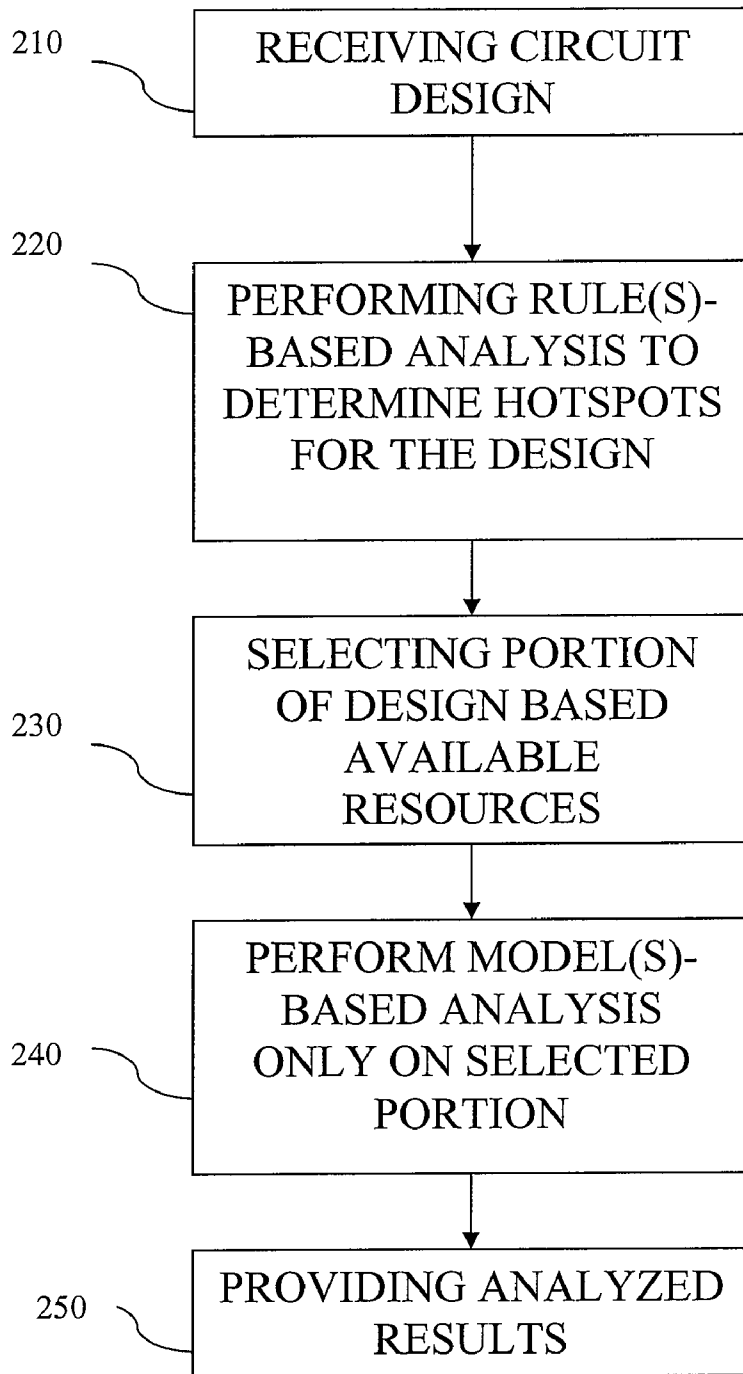 210
RECEIVING CIRCUIT
DESIGN
220
PERFORMING RULE(S)-
BASED ANALYSIS TO
DETERMINE HOTSPOTS
FOR THE DESIGN
230
SELECTING PORTION
OF DESIGN BASED
AVAILABLE
RESOURCES
240
PERFORM MODEL(S)-
BASED ANALYSIS
ONLY ON SELECTED
PORTION
250
PROVIDING ANALYZED
RESULTS